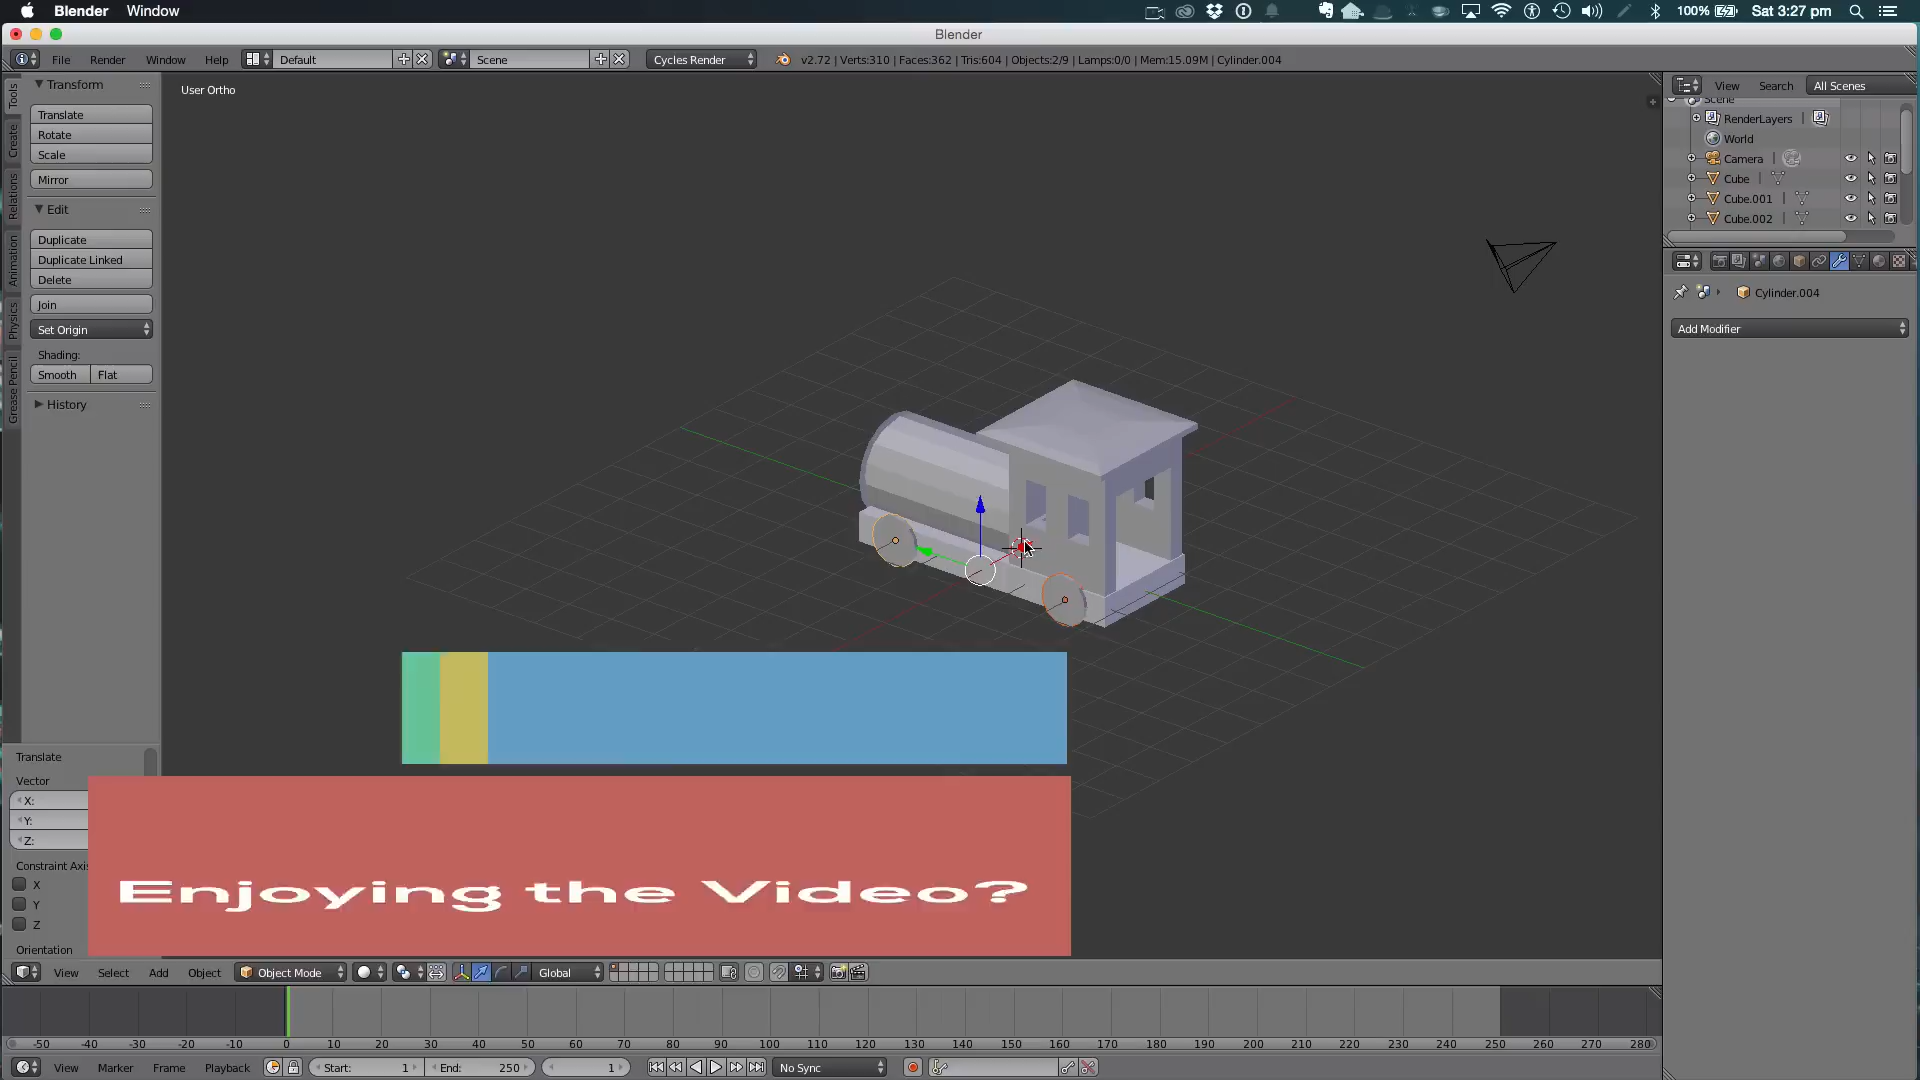 Blender Window 100% Sat 3:27 pm
Blender
File Render Window Help Default Scene Cycles Render v2.72 | Verts:310 | Faces:362 | Tris:604 | Objects:2/9 | Lamps:0/0 | Mem:15.09M | Cylinder.004
Transform
Translate
Rotate
Scale
Mirror
Edit
Duplicate
Duplicate Linked
Delete
Join
Set Origin
Shading:
Smooth Flat
History
Tools
Create
Relations
Animation
Physics
Grease Pencil
User Ortho
View Search All Scenes
Scene
RenderLayers
World
Camera
Cube
Cube.001
Cube.002
Cylinder.004
Add Modifier
Translate
Vector
X:
Y:
Z:
Constraint Axis
X
Y
Z
Orientation
Enjoying the Video?
View Select Add Object Object Mode Global
-50 -40 -30 -20 -10 0 10 20 30 40 50 60 70 80 90 100 110 120 130 140 150 160 170 180 190 200 210 220 230 240 250 260 270 280
View Marker Frame Playback Start: 1 End: 250 1 No Sync